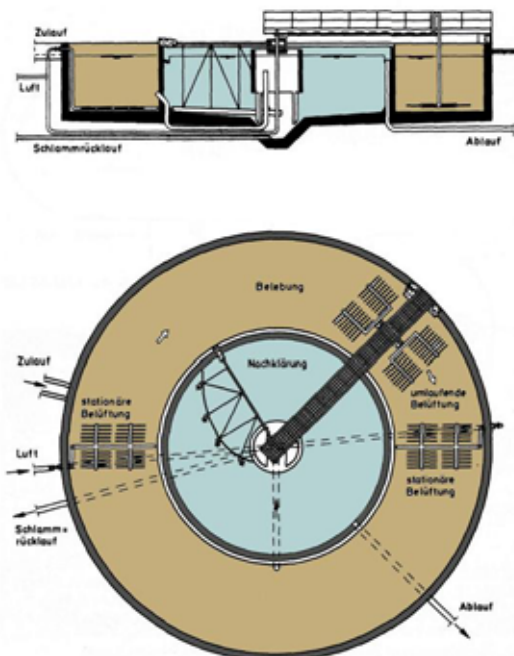 Zulauf
Luft
Schlammrücklauf
Ablauf
Belebung
Nachklärung
Zulauf
stationäre
Belüftung
umlaufende
Belüftung
Luft
stationäre
Belüftung
Schlamm=
rücklauf
Ablauf